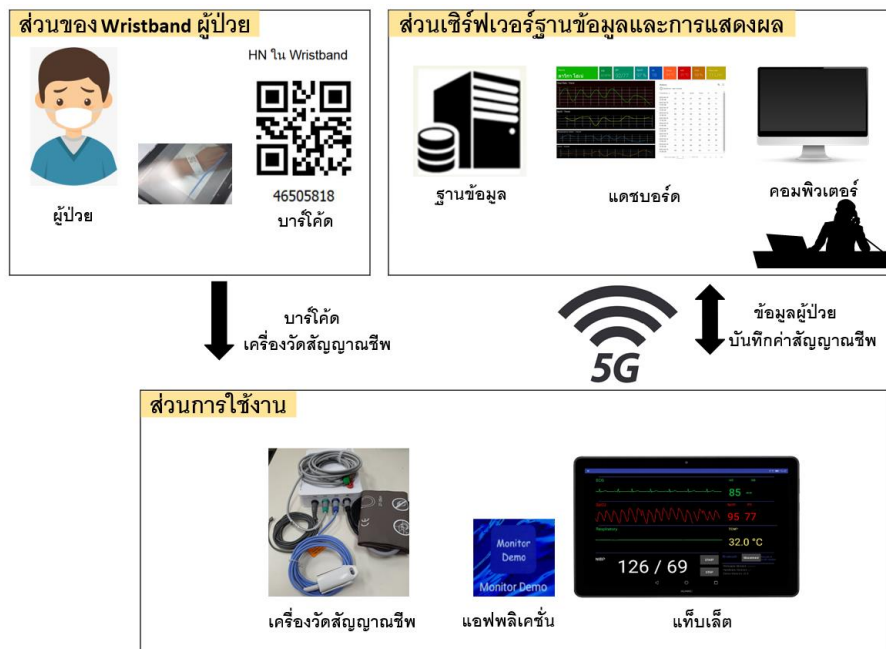 ส่วนของ Wristband ผู้ป่วย
HN ใน Wristband
46505818
ผู้ป่วย
บาร์โค้ด
ส่วนเซิร์ฟเวอร์ฐานข้อมูลและการแสดงผล
ฐานข้อมูล
แดชบอร์ด
คอมพิวเตอร์
บาร์โค้ด
เครื่องวัดสัญญาณชีพ
5G
ข้อมูลผู้ป่วย
บันทึกค่าสัญญาณชีพ
ส่วนการใช้งาน
Monitor
Demo
Monitor Demo
85
95 77
Respiratory
TEMP
32.0 °C
NIBP
126 / 69
START
STOP
เครื่องวัดสัญญาณชีพ
แอฟพลิเคชั่น
แท็บเล็ต